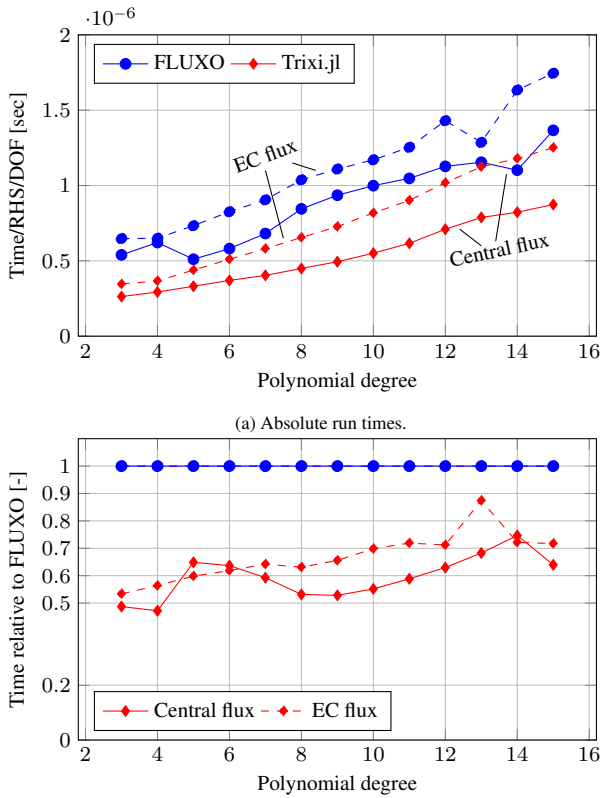 ·10⁻⁶
2
1.5
1
0.5
0
FLUXO Trixi.jl
EC flux
Central flux
Time/RHS/DOF [sec]
2 4 6 8 10 12 14 16
Polynomial degree
(a) Absolute run times.
1
0.9
0.8
0.7
0.6
0.5
0.2
0
Time relative to FLUXO [-]
Central flux EC flux
2 4 6 8 10 12 14 16
Polynomial degree